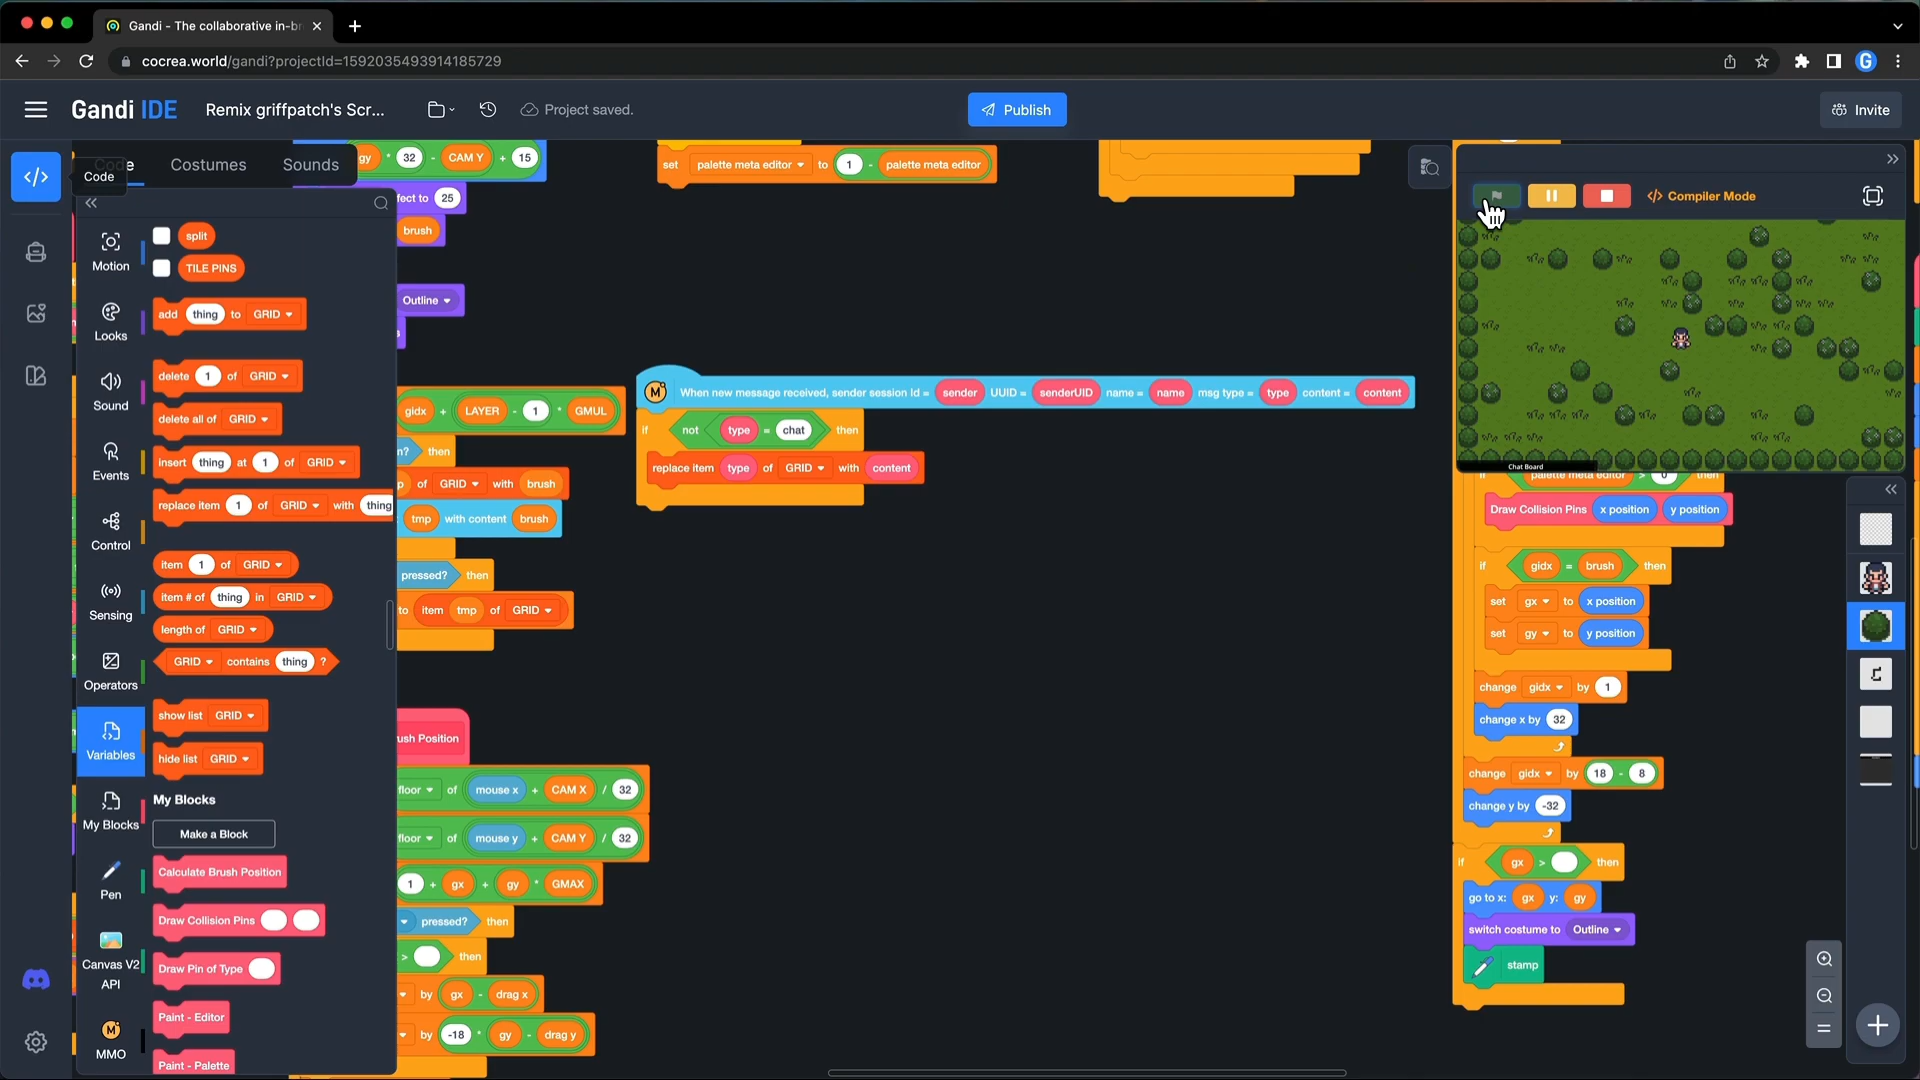 Gandi - The collaborative in-br
cocrea.world/gandi?projectId=1592035493914185729
G
Gandi IDE
Remix griffpatch's Scr...
Project saved.
Publish
Invite
Code
Costumes
Sounds
Code
Motion
Looks
Sound
Events
Control
Sensing
Operators
Variables
My Blocks
Pen
Canvas V2 API
MMO
split
TILE PINS
add thing to GRID
delete 1 of GRID
delete all of GRID
insert thing at 1 of GRID
replace item 1 of GRID with thing
item 1 of GRID
item # of thing in GRID
length of GRID
GRID contains thing ?
show list GRID
hide list GRID
My Blocks
Make a Block
Calculate Brush Position
Draw Collision Pins
Draw Pin of Type
Paint - Editor
Paint - Palette
gy * 32 - CAM Y + 15
fect to 25
brush
Outline
gidx + LAYER - 1 * GMUL
n? then
p of GRID with brush
tmp with content brush
pressed? then
to item tmp of GRID
ush Position
floor of mouse x + CAM X / 32
floor of mouse y + CAM Y / 32
1 + gx + gy * GMAX
pressed? then
> then
by gx - drag x
by -18 * gy - drag y
set palette meta editor to 1 - palette meta editor
When new message received, sender session Id = sender UUID = senderUID name = name msg type = type content = content
if not type = chat then
replace item type of GRID with content
Compiler Mode
Chat Board
if palette meta editor > 0 then
Draw Collision Pins x position y position
if gidx = brush then
set gx to x position
set gy to y position
change gidx by 1
change x by 32
change gidx by 18 - 8
change y by -32
if gx > then
go to x: gx y: gy
switch costume to Outline
stamp